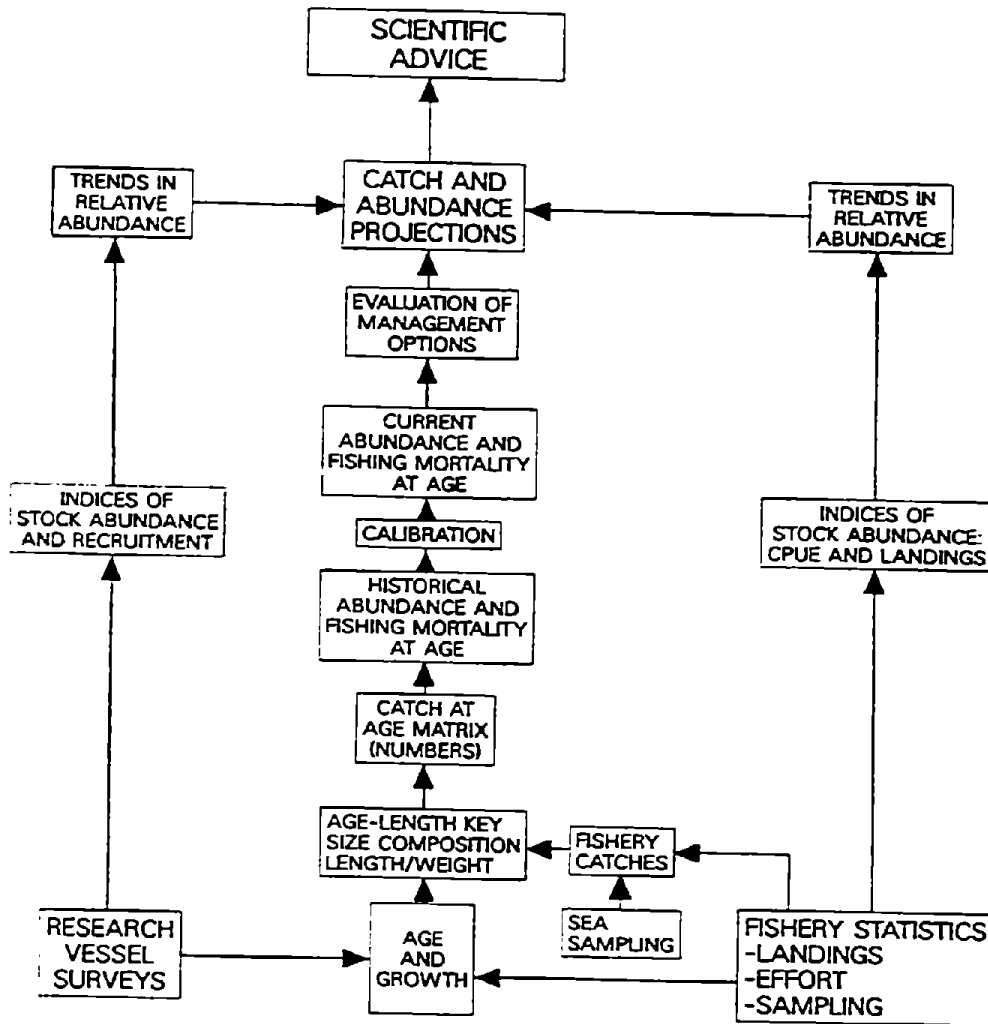 SCIENTIFIC
ADVICE
TRENDS IN
RELATIVE
ABUNDANCE
CATCH AND
ABUNDANCE
PROJECTIONS
TRENDS IN
RELATIVE
ABUNDANCE
EVALUATION OF
MANAGEMENT
OPTIONS
CURRENT
ABUNDANCE AND
FISHING MORTALITY
AT AGE
INDICES OF
STOCK ABUNDANCE
AND RECRUITMENT
CALIBRATION
INDICES OF
STOCK ABUNDANCE:
CPUE AND LANDINGS
HISTORICAL
ABUNDANCE AND
FISHING MORTALITY
AT AGE
CATCH AT
AGE MATRIX
(NUMBERS)
AGE-LENGTH KEY
SIZE COMPOSITION
LENGTH/WEIGHT
FISHERY
CATCHES
RESEARCH
VESSEL
SURVEYS
AGE
AND
GROWTH
SEA
SAMPLING
FISHERY STATISTICS
-LANDINGS
-EFFORT
-SAMPLING